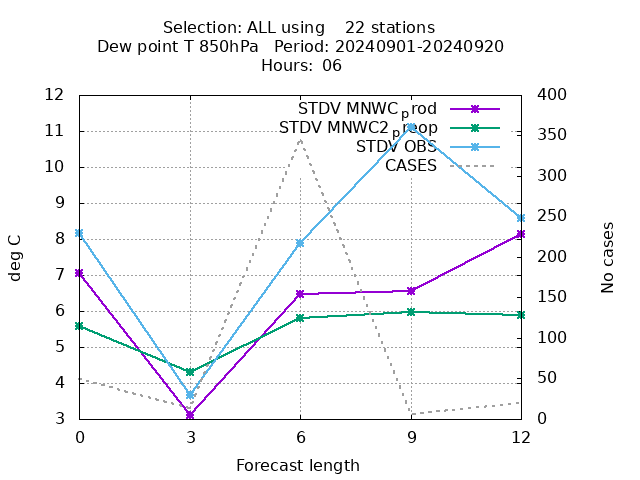 Selection: ALL using    22 stations
Dew point T 850hPa   Period: 20240901-20240920
Hours: 06
12 400
STDV MNWC_prod
11 350
STDV MNWC2_preop
STDV OBS
10 300
CASES
9 250
8 200
7 150
6 100
5 50
4 0
3
deg C
No cases
0 3 6 9 12
Forecast length